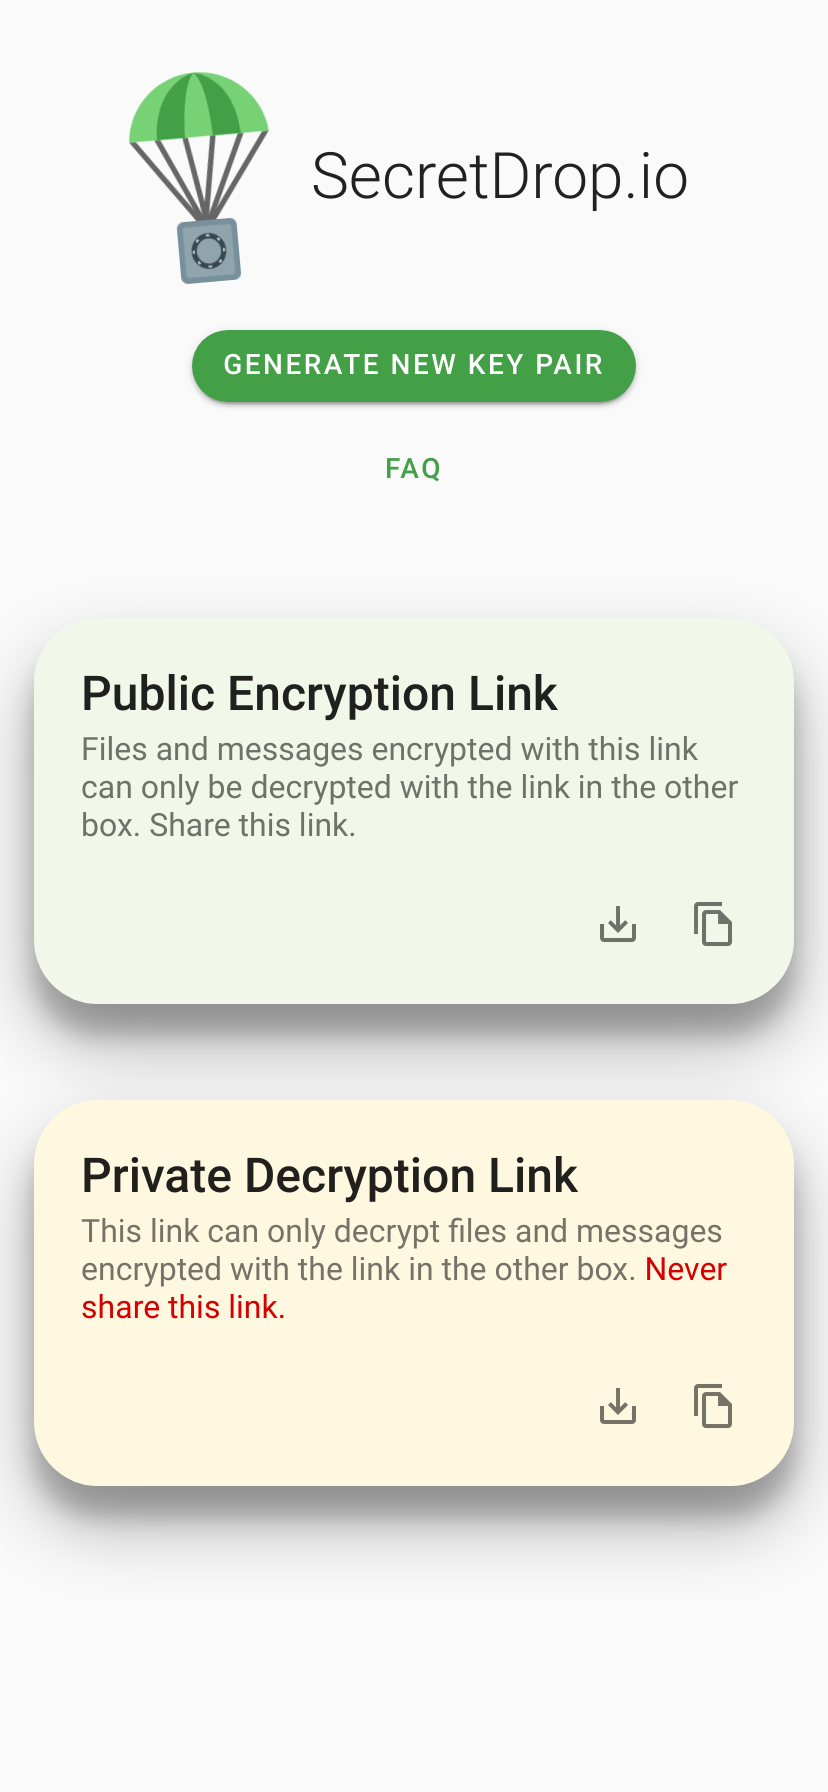 SecretDrop.io
GENERATE NEW KEY PAIR
FAQ
Public Encryption Link
Files and messages encrypted with this link
can only be decrypted with the link in the other
box. Share this link.
Private Decryption Link
This link can only decrypt files and messages
encrypted with the link in the other box. Never
share this link.